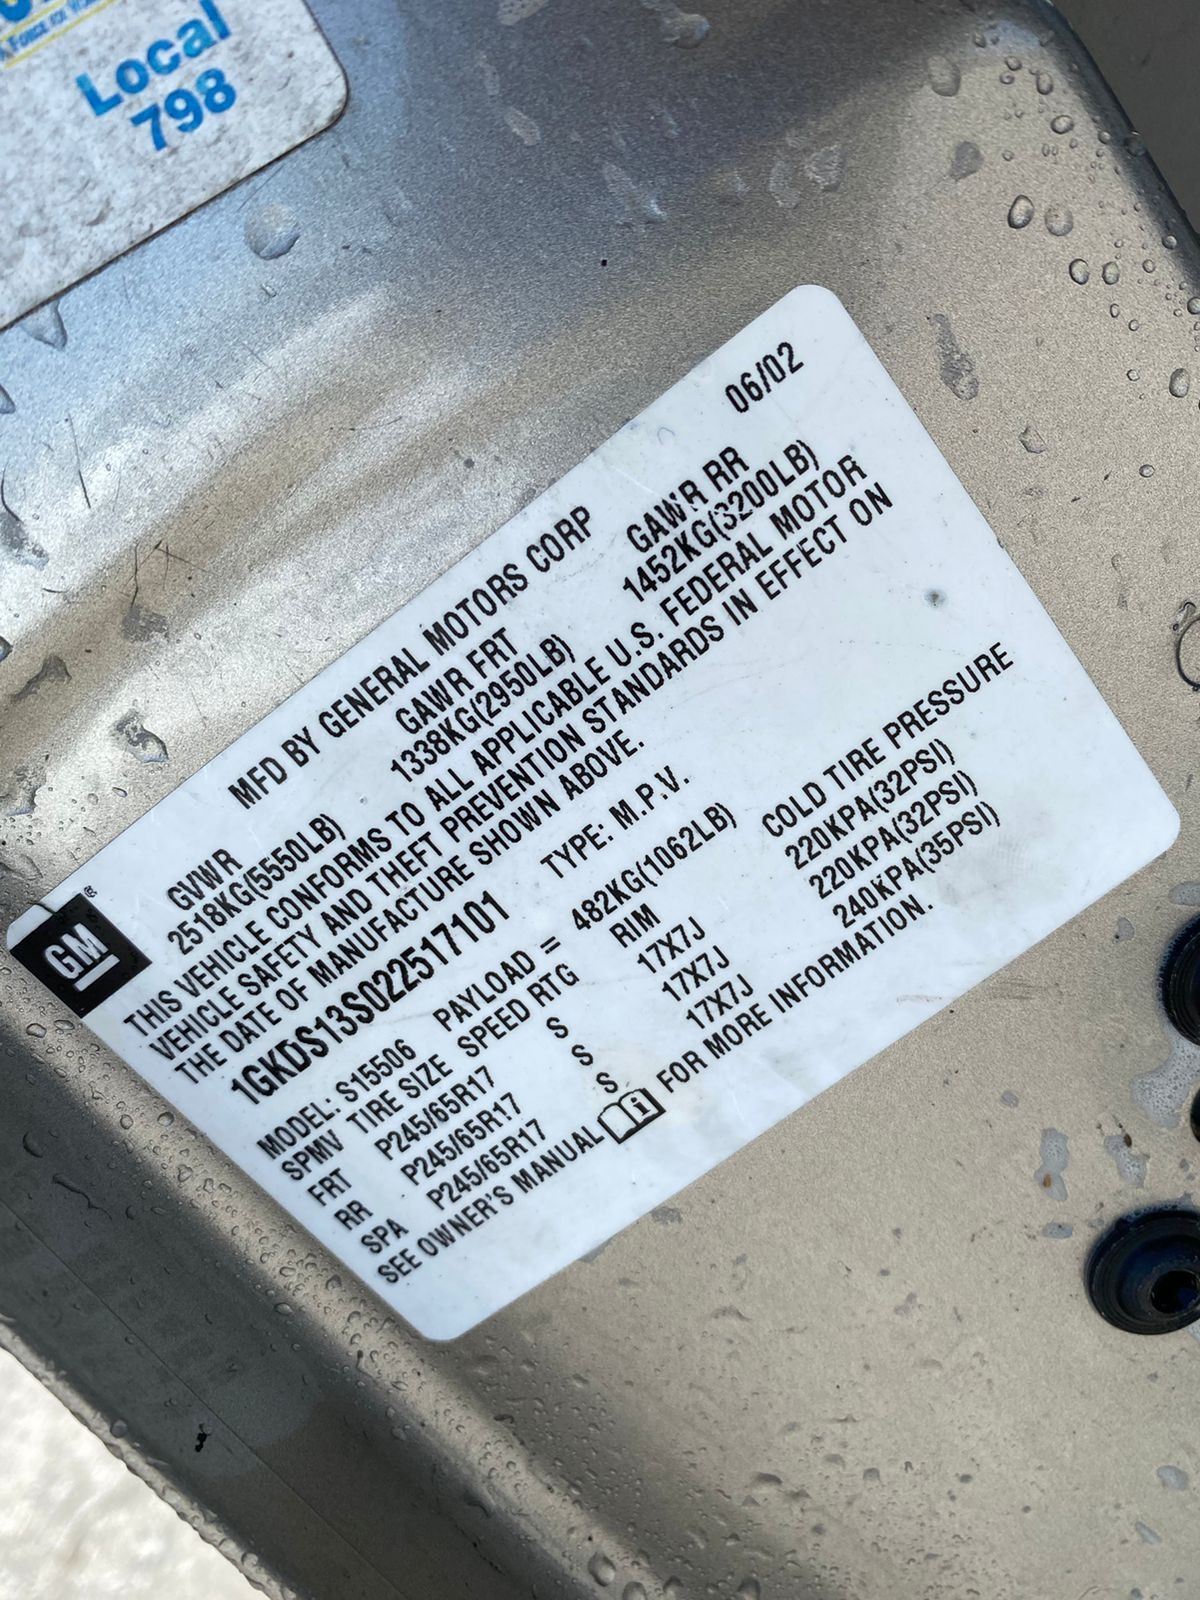 Local
798
06/02
MFD BY GENERAL MOTORS CORP
GVWR GAWR FRT GAWR RR
2518KG(5550LB) 1338KG(2950LB) 1452KG(3200LB)
THIS VEHICLE CONFORMS TO ALL APPLICABLE U.S. FEDERAL MOTOR
VEHICLE SAFETY AND THEFT PREVENTION STANDARDS IN EFFECT ON
THE DATE OF MANUFACTURE SHOWN ABOVE.
GM®
1GKDS13S022517101 TYPE: M.P.V.
MODEL: S15506 PAYLOAD = 482KG(1062LB)
SPMV TIRE SIZE SPEED RTG RIM COLD TIRE PRESSURE
FRT P245/65R17 S 17X7J 220KPA(32PSI)
RR P245/65R17 S 17X7J 220KPA(32PSI)
SPA P245/65R17 S 17X7J 240KPA(35PSI)
SEE OWNER'S MANUAL i FOR MORE INFORMATION.